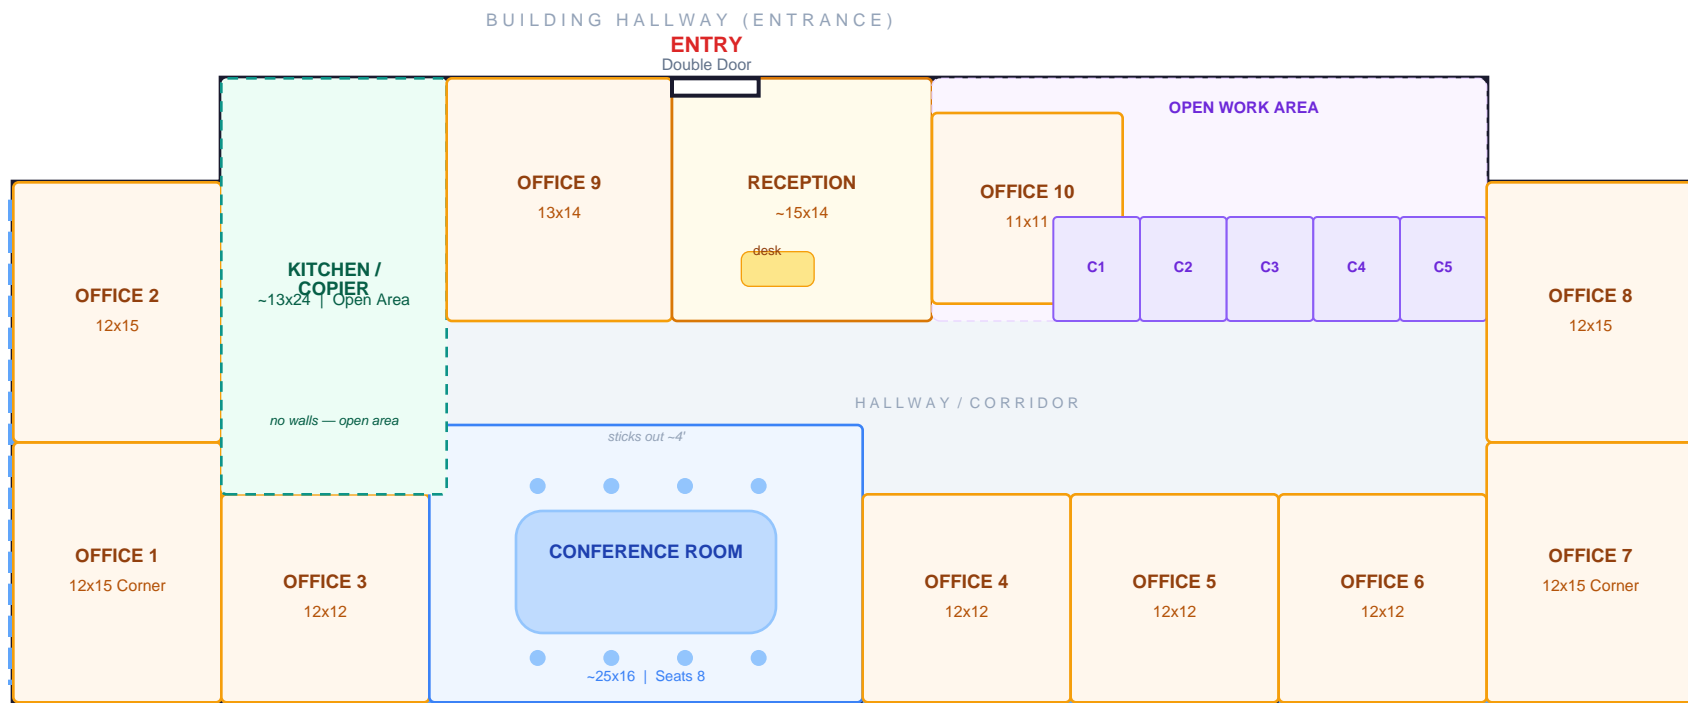 BUILDING HALLWAY (ENTRANCE)
ENTRY
Double Door
OPEN WORK AREA
OFFICE 9
13x14
RECEPTION
~15x14
desk
OFFICE 10
11x11
C1
C2
C3
C4
C5
KITCHEN /
COPIER
~13x24 | Open Area
no walls — open area
OFFICE 2
12x15
OFFICE 8
12x15
HALLWAY / CORRIDOR
sticks out ~4'
CONFERENCE ROOM
~25x16 | Seats 8
OFFICE 1
12x15 Corner
OFFICE 3
12x12
OFFICE 4
12x12
OFFICE 5
12x12
OFFICE 6
12x12
OFFICE 7
12x15 Corner